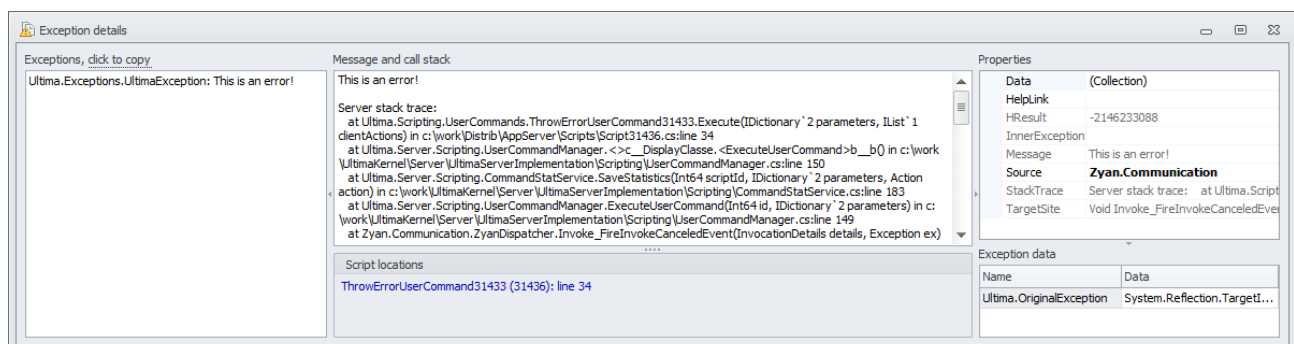 Exception details
Exceptions, click to copy
Ultima.Exceptions.UltimaException: This is an error!
Message and call stack
This is an error!
Server stack trace:
at Ultima.Scripting.UserCommands.ThrowErrorUserCommand31433.Execute(IDictionary`2 parameters, IList`1
clientActions) in c:\work\Distrib\AppServer\Scripts\Script31436.cs:line 34
at Ultima.Server.Scripting.UserCommandManager.<>c__DisplayClasse.<ExecuteUserCommand>b__b() in c:\work
\UltimaKernel\Server\UltimaServerImplementation\Scripting\UserCommandManager.cs:line 150
at Ultima.Server.Scripting.CommandStatService.SaveStatistics(Int64 scriptId, IDictionary`2 parameters, Action
action) in c:\work\UltimaKernel\Server\UltimaServerImplementation\Scripting\CommandStatService.cs:line 183
at Ultima.Server.Scripting.UserCommandManager.ExecuteUserCommand(Int64 id, IDictionary`2 parameters) in c:
\work\UltimaKernel\Server\UltimaServerImplementation\Scripting\UserCommandManager.cs:line 149
at Zyan.Communication.ZyanDispatcher.Invoke_FireInvokeCanceledEvent(InvocationDetails details, Exception ex)
Script locations
ThrowErrorUserCommand31433 (31436): line 34
Properties
Data (Collection)
HelpLink
HResult -2146233088
InnerException
Message This is an error!
Source Zyan.Communication
StackTrace Server stack trace: at Ultima.Script
TargetSite Void Invoke_FireInvokeCanceledEve
Exception data
Name Data
Ultima.OriginalException System.Reflection.TargetI...